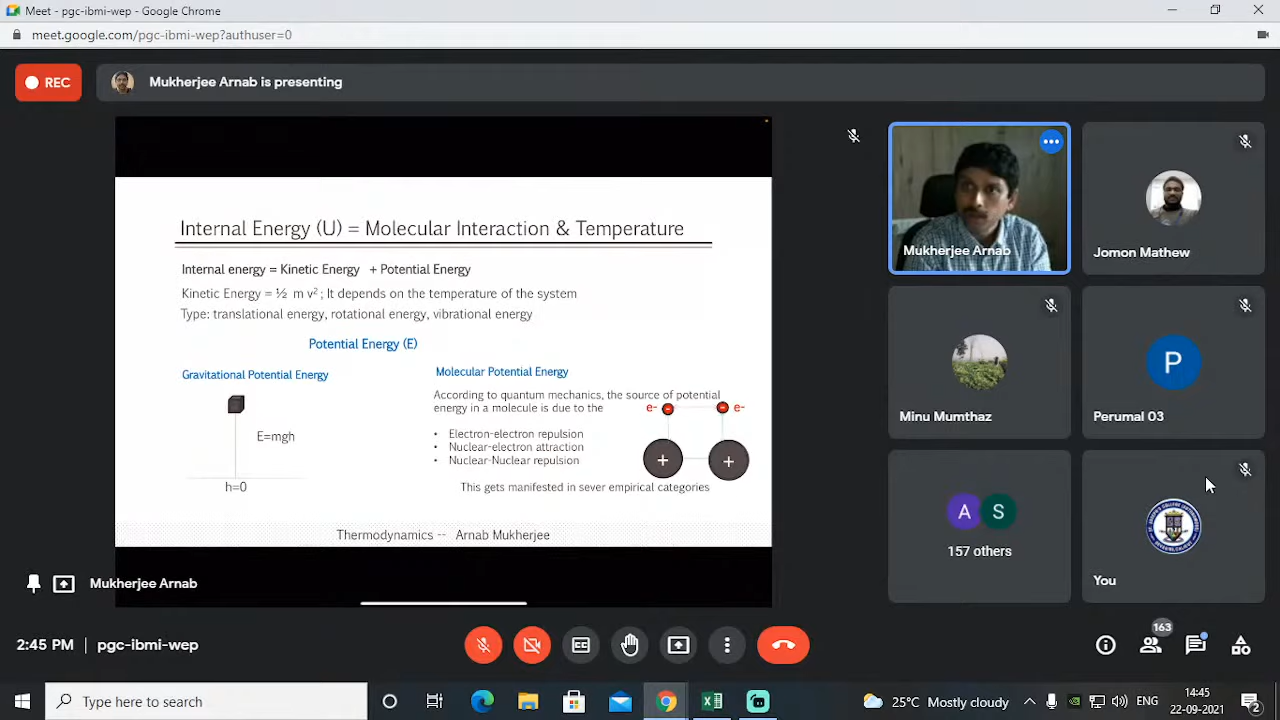 Meet - pgc-ibmi-wep - Google Chrome
meet.google.com/pgc-ibmi-wep?authuser=0
REC
Mukherjee Arnab is presenting
Internal Energy (U) = Molecular Interaction & Temperature
Internal energy = Kinetic Energy + Potential Energy
Kinetic Energy = ½ m v² ; It depends on the temperature of the system
Type: translational energy, rotational energy, vibrational energy
Potential Energy (E)
Gravitational Potential Energy
E=mgh
h=0
Molecular Potential Energy
According to quantum mechanics, the source of potential
energy in a molecule is due to the
e- - - e-
• Electron-electron repulsion
• Nuclear-electron attraction
• Nuclear-Nuclear repulsion
+ +
This gets manifested in sever empirical categories
Thermodynamics -- Arnab Mukherjee
Mukherjee Arnab
Mukherjee Arnab
Jomon Mathew
Minu Mumthaz
P
Perumal 03
A S
157 others
You
2:45 PM | pgc-ibmi-wep
163
Type here to search
25°C Mostly cloudy
ENG
14:45
22-09-2021
2